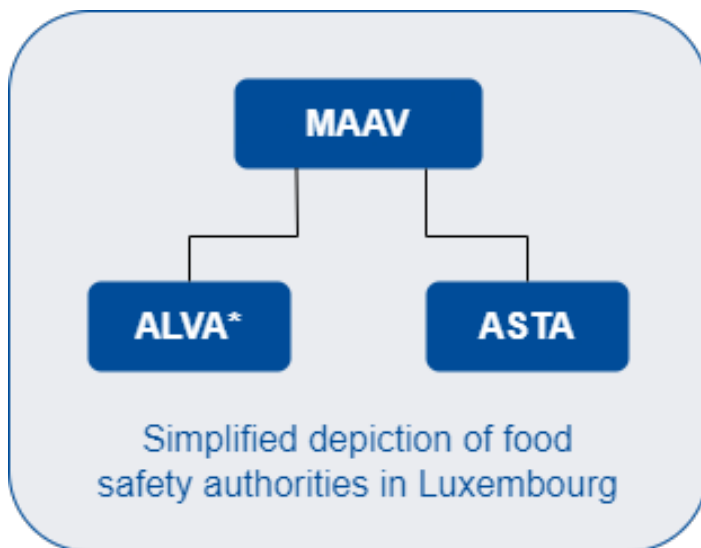 MAAV
ALVA*
ASTA
Simplified depiction of food
safety authorities in Luxembourg